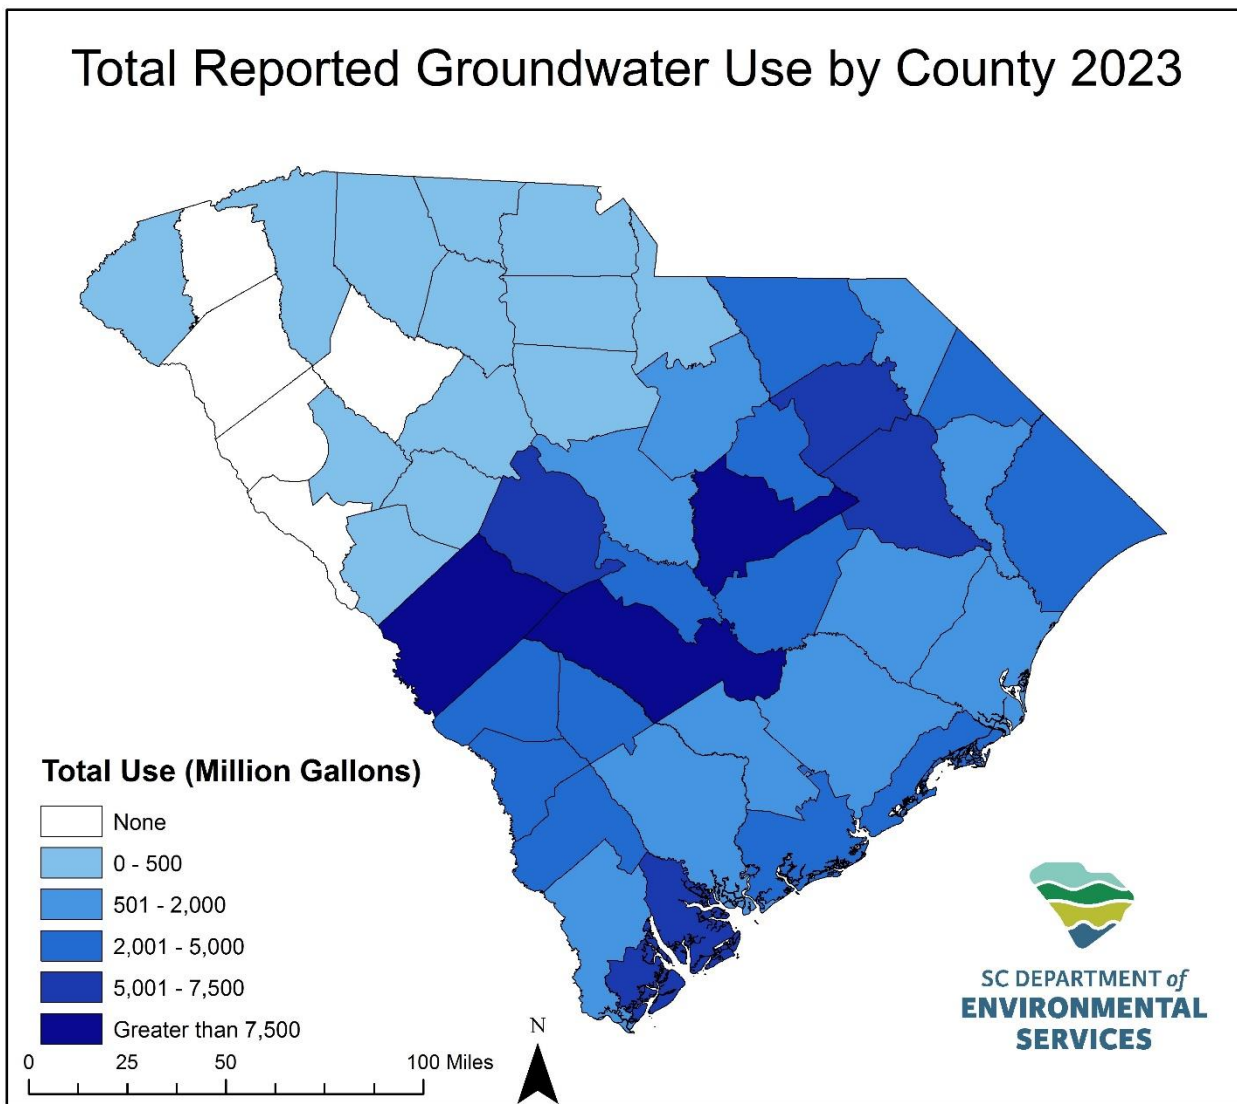 Total Reported Groundwater Use by County 2023
Total Use (Million Gallons)
None
0 - 500
501 - 2,000
2,001 - 5,000
5,001 - 7,500
Greater than 7,500
0 25 50 100 Miles
N
SC DEPARTMENT of
ENVIRONMENTAL
SERVICES